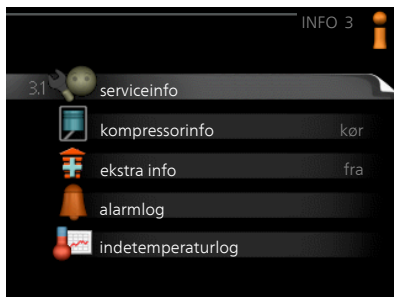 INFO 3
3.1 serviceinfo
kompressorinfo kør
ekstra info fra
alarmlog
indetemperaturlog